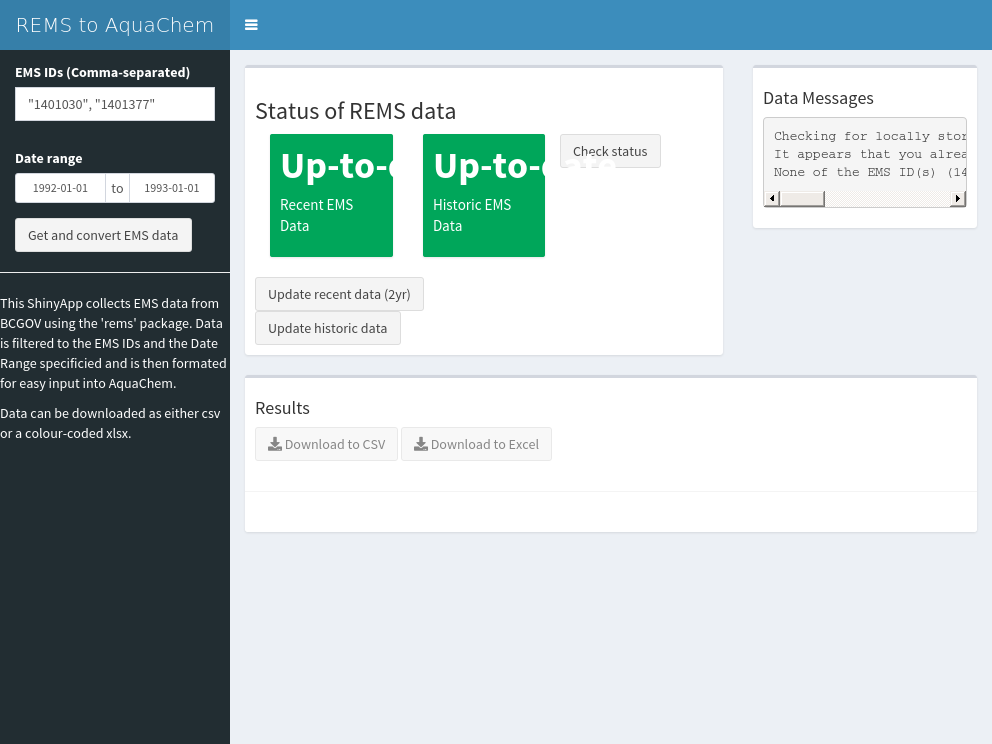 REMS to AquaChem
EMS IDs (Comma-separated)
"1401030", "1401377"
Date range
1992-01-01 to 1993-01-01
Get and convert EMS data
This ShinyApp collects EMS data from
BCGOV using the 'rems' package. Data
is filtered to the EMS IDs and the Date
Range specificied and is then formated
for easy input into AquaChem.
Data can be downloaded as either csv
or a colour-coded xlsx.
Status of REMS data
Up-to-d
Recent EMS
Data
Up-to-date
Historic EMS
Data
Check status
Update recent data (2yr)
Update historic data
Data Messages
Checking for locally stor
It appears that you alrea
None of the EMS ID(s) (14
Results
Download to CSV
Download to Excel